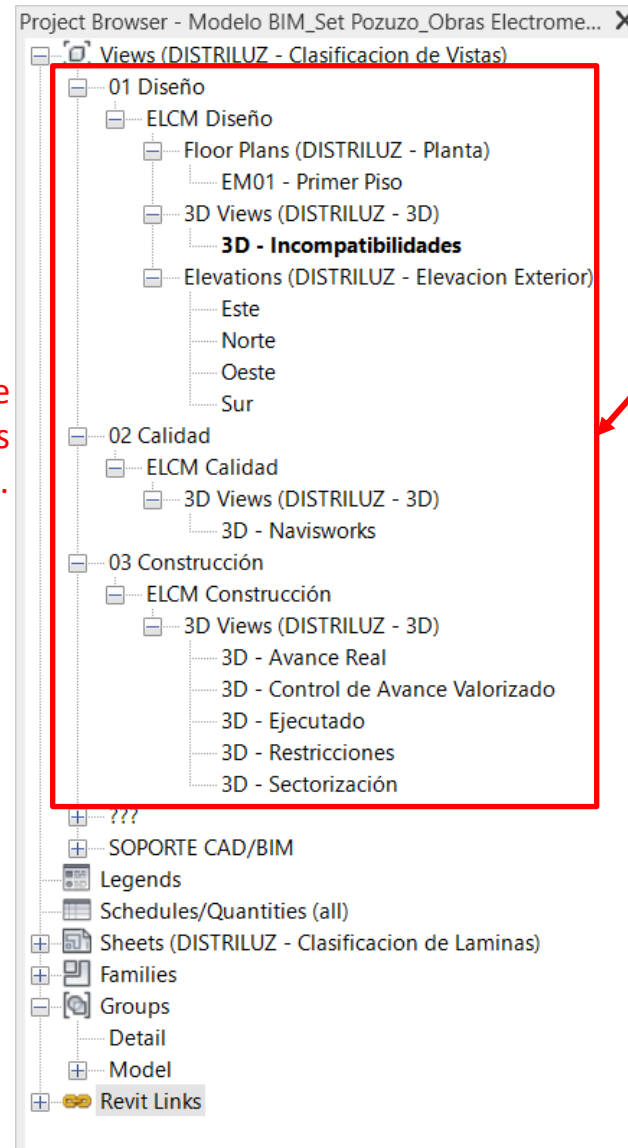 Project Browser - Modelo BIM_Set Pozuzo_Obras Electrome...
Views (DISTRILUZ - Clasificacion de Vistas)
01 Diseño
ELCM Diseño
Floor Plans (DISTRILUZ - Planta)
EM01 - Primer Piso
3D Views (DISTRILUZ - 3D)
3D - Incompatibilidades
Elevations (DISTRILUZ - Elevacion Exterior)
Este
Norte
Oeste
Sur
02 Calidad
ELCM Calidad
3D Views (DISTRILUZ - 3D)
3D - Navisworks
03 Construcción
ELCM Construcción
3D Views (DISTRILUZ - 3D)
3D - Avance Real
3D - Control de Avance Valorizado
3D - Ejecutado
3D - Restricciones
3D - Sectorización
???
SOPORTE CAD/BIM
Legends
Schedules/Quantities (all)
Sheets (DISTRILUZ - Clasificacion de Laminas)
Families
Groups
Detail
Model
Revit Links